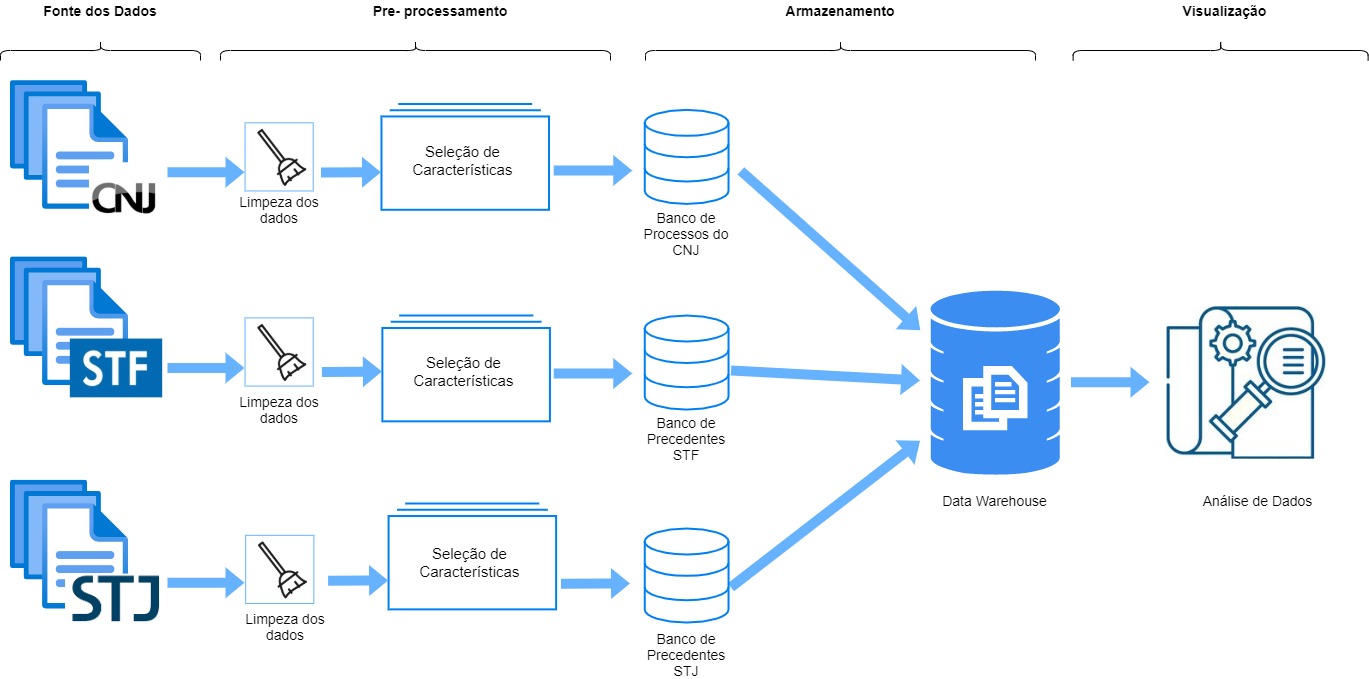 Fonte dos Dados
Pre- processamento
Armazenamento
Visualização
CNJ
Limpeza dos
dados
Seleção de
Características
Banco de
Processos do
CNJ
STF
Limpeza dos
dados
Seleção de
Características
Banco de
Precedentes
STF
Data Warehouse
Análise de Dados
STJ
Limpeza dos
dados
Seleção de
Características
Banco de
Precedentes
STJ